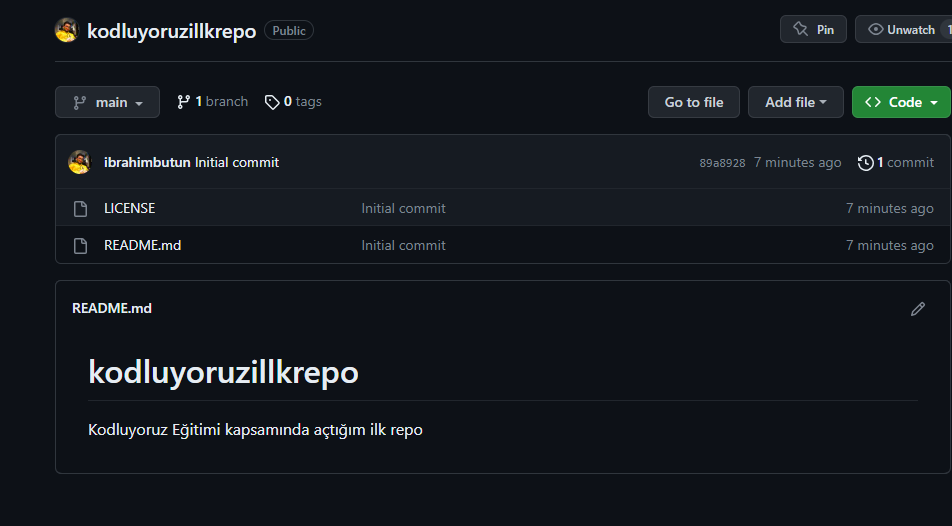 kodluyoruzillkrepo Public Pin Unwatch 1
main 1 branch 0 tags Go to file Add file Code
ibrahimbutun Initial commit 89a8928 7 minutes ago 1 commit
LICENSE Initial commit 7 minutes ago
README.md Initial commit 7 minutes ago
README.md
kodluyoruzillkrepo
Kodluyoruz Eğitimi kapsamında açtığım ilk repo